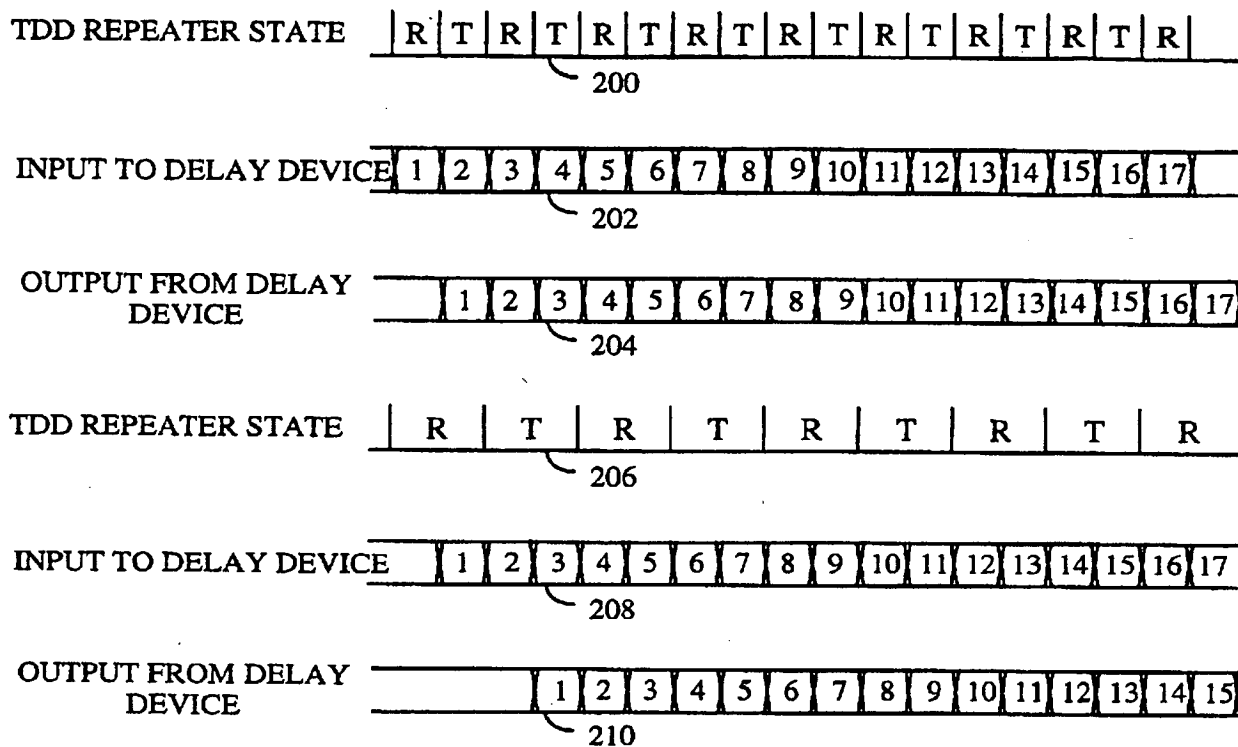 TDD REPEATER STATE R T R T R T R T R T R T R T R T R
200
INPUT TO DELAY DEVICE 1 2 3 4 5 6 7 8 9 10 11 12 13 14 15 16 17
202
OUTPUT FROM DELAY
DEVICE 1 2 3 4 5 6 7 8 9 10 11 12 13 14 15 16 17
204
TDD REPEATER STATE R T R T R T R T R
206
INPUT TO DELAY DEVICE 1 2 3 4 5 6 7 8 9 10 11 12 13 14 15 16 17
208
OUTPUT FROM DELAY
DEVICE 1 2 3 4 5 6 7 8 9 10 11 12 13 14 15
210